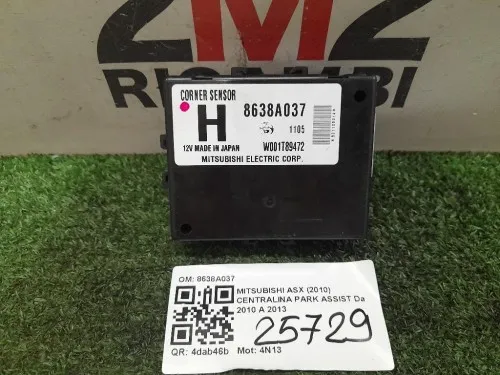 2M2
RICAMBI
CORNER SENSOR
H
8638A037
1105
12V MADE IN JAPAN
W001T89472
MITSUBISHI ELECTRIC CORP.
OM: 8638A037
MITSUBISHI ASX (2010)
CENTRALINA PARK ASSIST Da
2010 A 2013
25729
QR: 4dab46b
Mot: 4N13